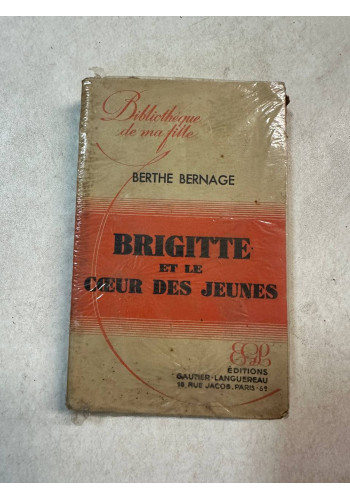 Bibliothèque
de ma fille
BERTHE BERNAGE
BRIGITTE
ET LE
CŒUR DES JEUNES
ÉDITIONS
GAUTIER-LANGUEREAU
18, RUE JACOB, PARIS-6E